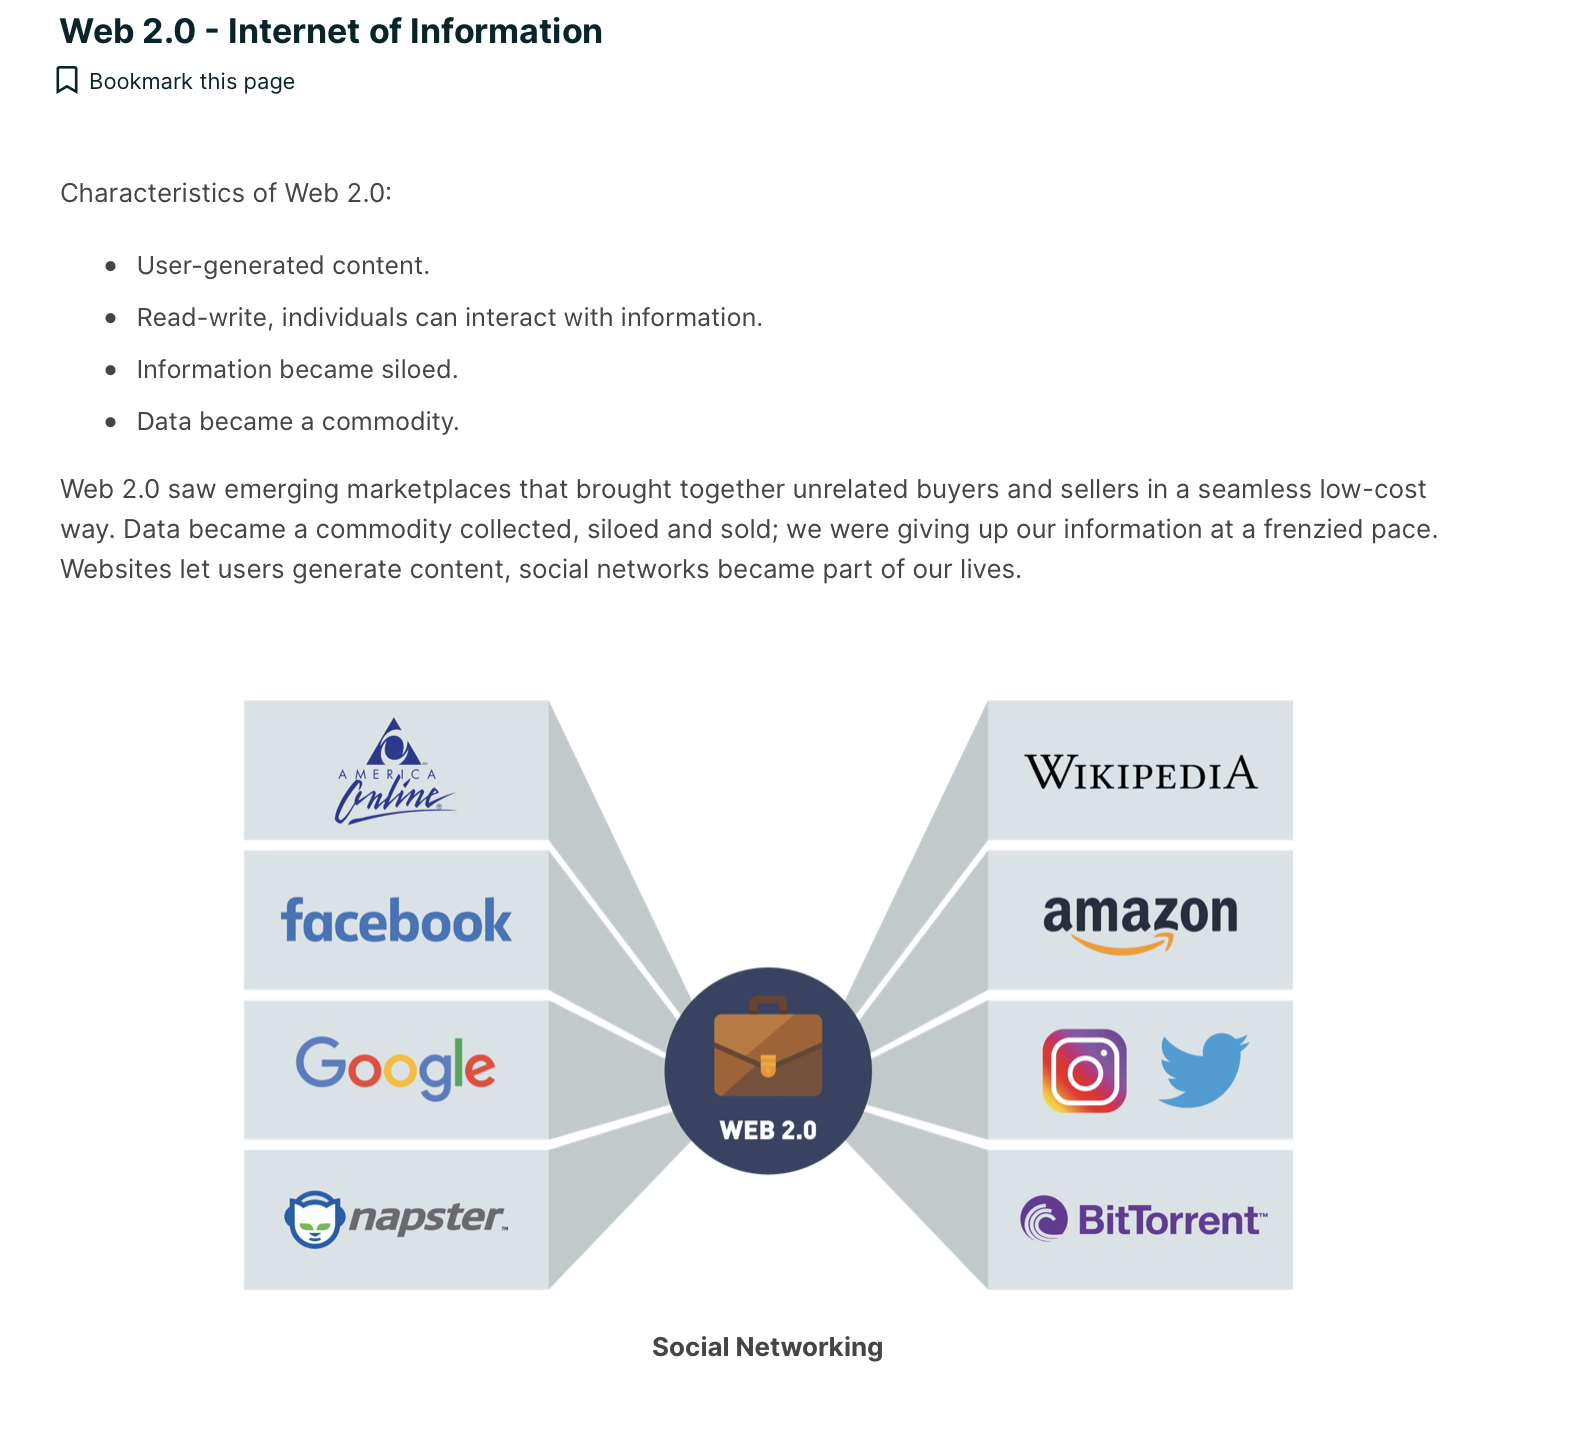 Web 2.0 - Internet of Information
Bookmark this page
Characteristics of Web 2.0:
User-generated content.
Read-write, individuals can interact with information.
Information became siloed.
Data became a commodity.
Web 2.0 saw emerging marketplaces that brought together unrelated buyers and sellers in a seamless low-cost
way. Data became a commodity collected, siloed and sold; we were giving up our information at a frenzied pace.
Websites let users generate content, social networks became part of our lives.
AMERICA
Online®
facebook
Google
napster™
WEB 2.0
WIKIPEDIA
amazon
BitTorrent™
Social Networking